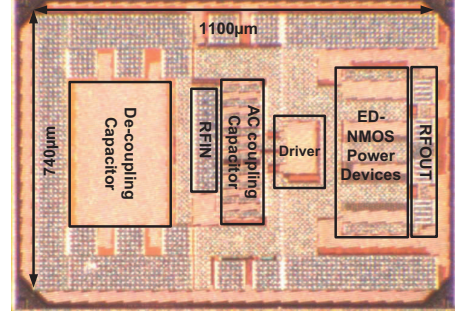 1100µm
740µm
De-coupling
Capacitor
RFIN
AC coupling
Capacitor
Driver
ED-
NMOS
Power
Devices
RFOUT